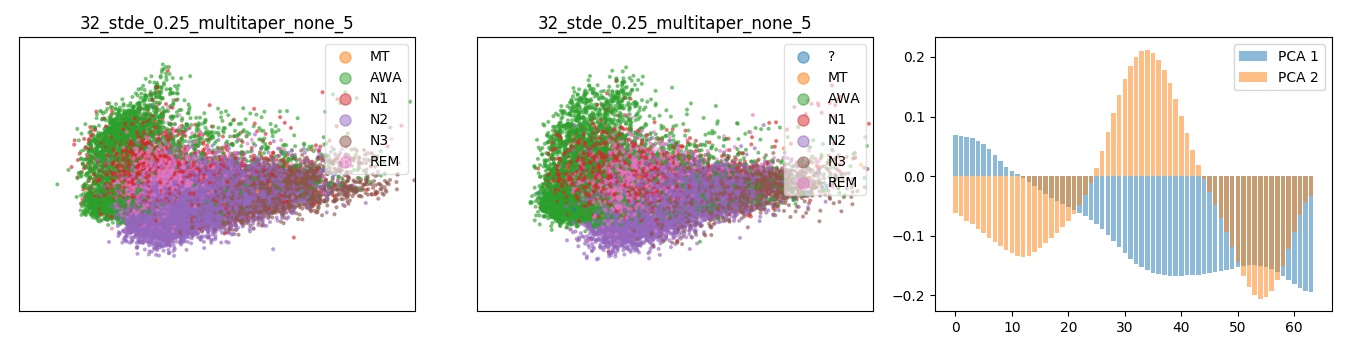 32_stde_0.25_multitaper_none_5
MT
AWA
N1
N2
N3
REM
32_stde_0.25_multitaper_none_5
?
MT
AWA
N1
N2
N3
REM
PCA 1
PCA 2
0.2
0.1
0.0
−0.1
−0.2
0 10 20 30 40 50 60